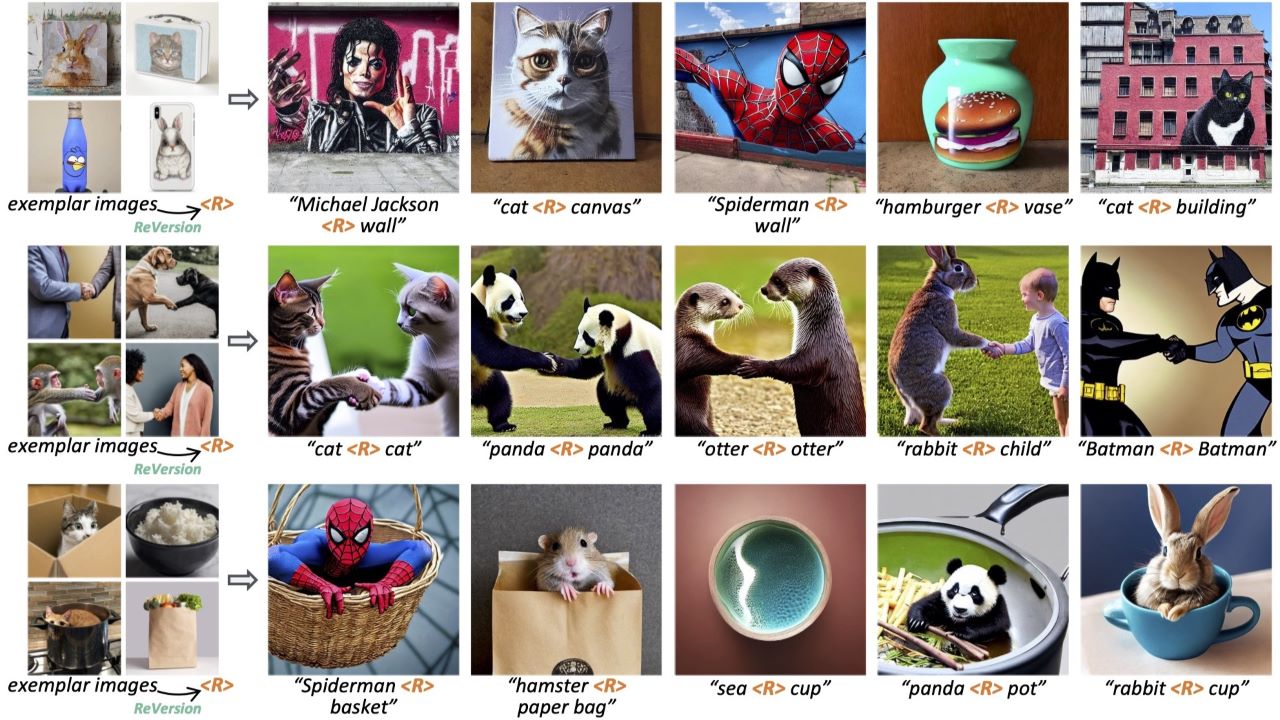 “Michael Jackson
<R> wall”
“cat <R> canvas”
“Spiderman <R>
wall”
“hamburger <R> vase”
“cat <R> building”
exemplar images <R>
ReVersion
“cat <R> cat”
“panda <R> panda”
“otter <R> otter”
“rabbit <R> child”
“Batman <R> Batman”
exemplar images <R>
ReVersion
“Spiderman <R>
basket”
“hamster <R>
paper bag”
“sea <R> cup”
“panda <R> pot”
“rabbit <R> cup”
exemplar images <R>
ReVersion